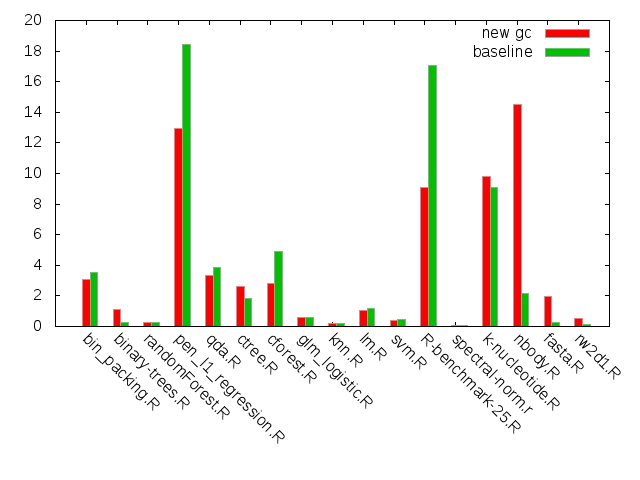 20
18
16
14
12
10
8
6
4
2
0
new gc
baseline
bin_packing.R
binary-trees.R
randomForest.R
pen_l1_regression.R
qda.R
ctree.R
cforest.R
glm_logistic.R
knn.R
lm.R
svm.R
R-benchmark-25.R
spectral-norm.r
k-nucleotide.R
nbody.R
fasta.R
rw2d1.R